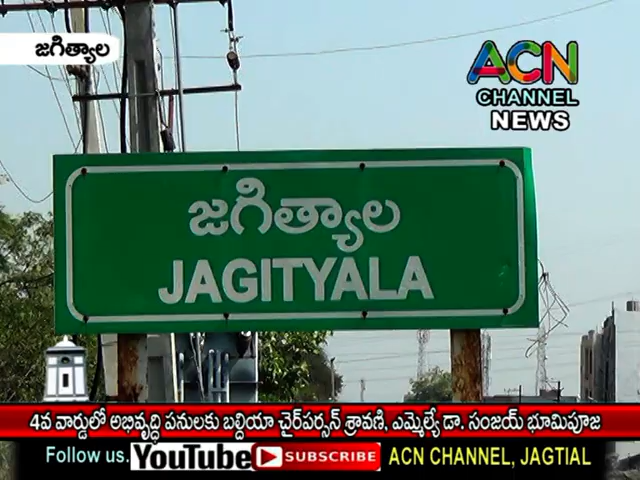 జగిత్యాల
ACN
CHANNEL
NEWS
జగిత్యాల
JAGITYALA
4వ వార్డులో అభివృద్ధి పనులకు బల్దియా చైర్‌పర్సన్ శ్రావణి, ఎమ్మెల్యే డా. సంజయ్ భూమిపూజ
Follow us. YouTube SUBSCRIBE ACN CHANNEL, JAGTIAL